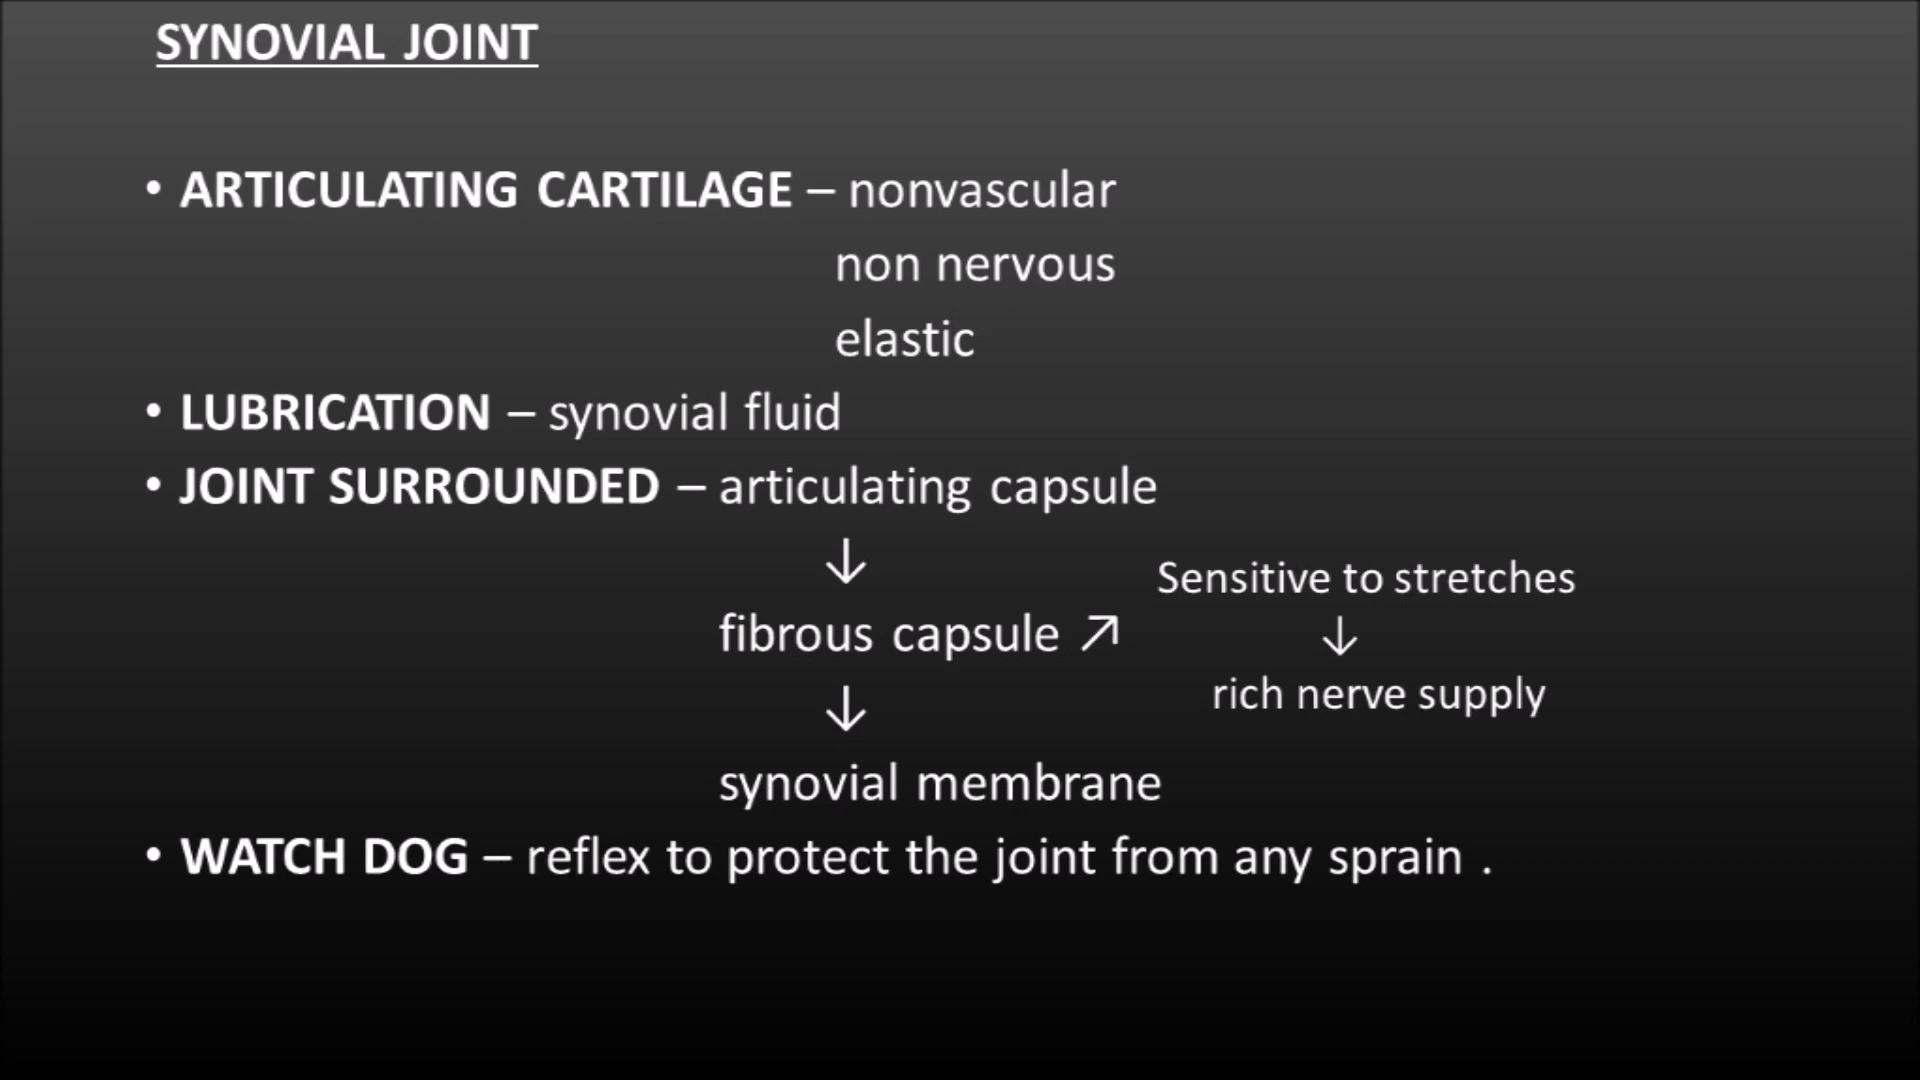 SYNOVIAL JOINT
• ARTICULATING CARTILAGE – nonvascular
non nervous
elastic
• LUBRICATION – synovial fluid
• JOINT SURROUNDED – articulating capsule
↓
Sensitive to stretches
fibrous capsule ↗
↓
rich nerve supply
↓
synovial membrane
• WATCH DOG – reflex to protect the joint from any sprain .